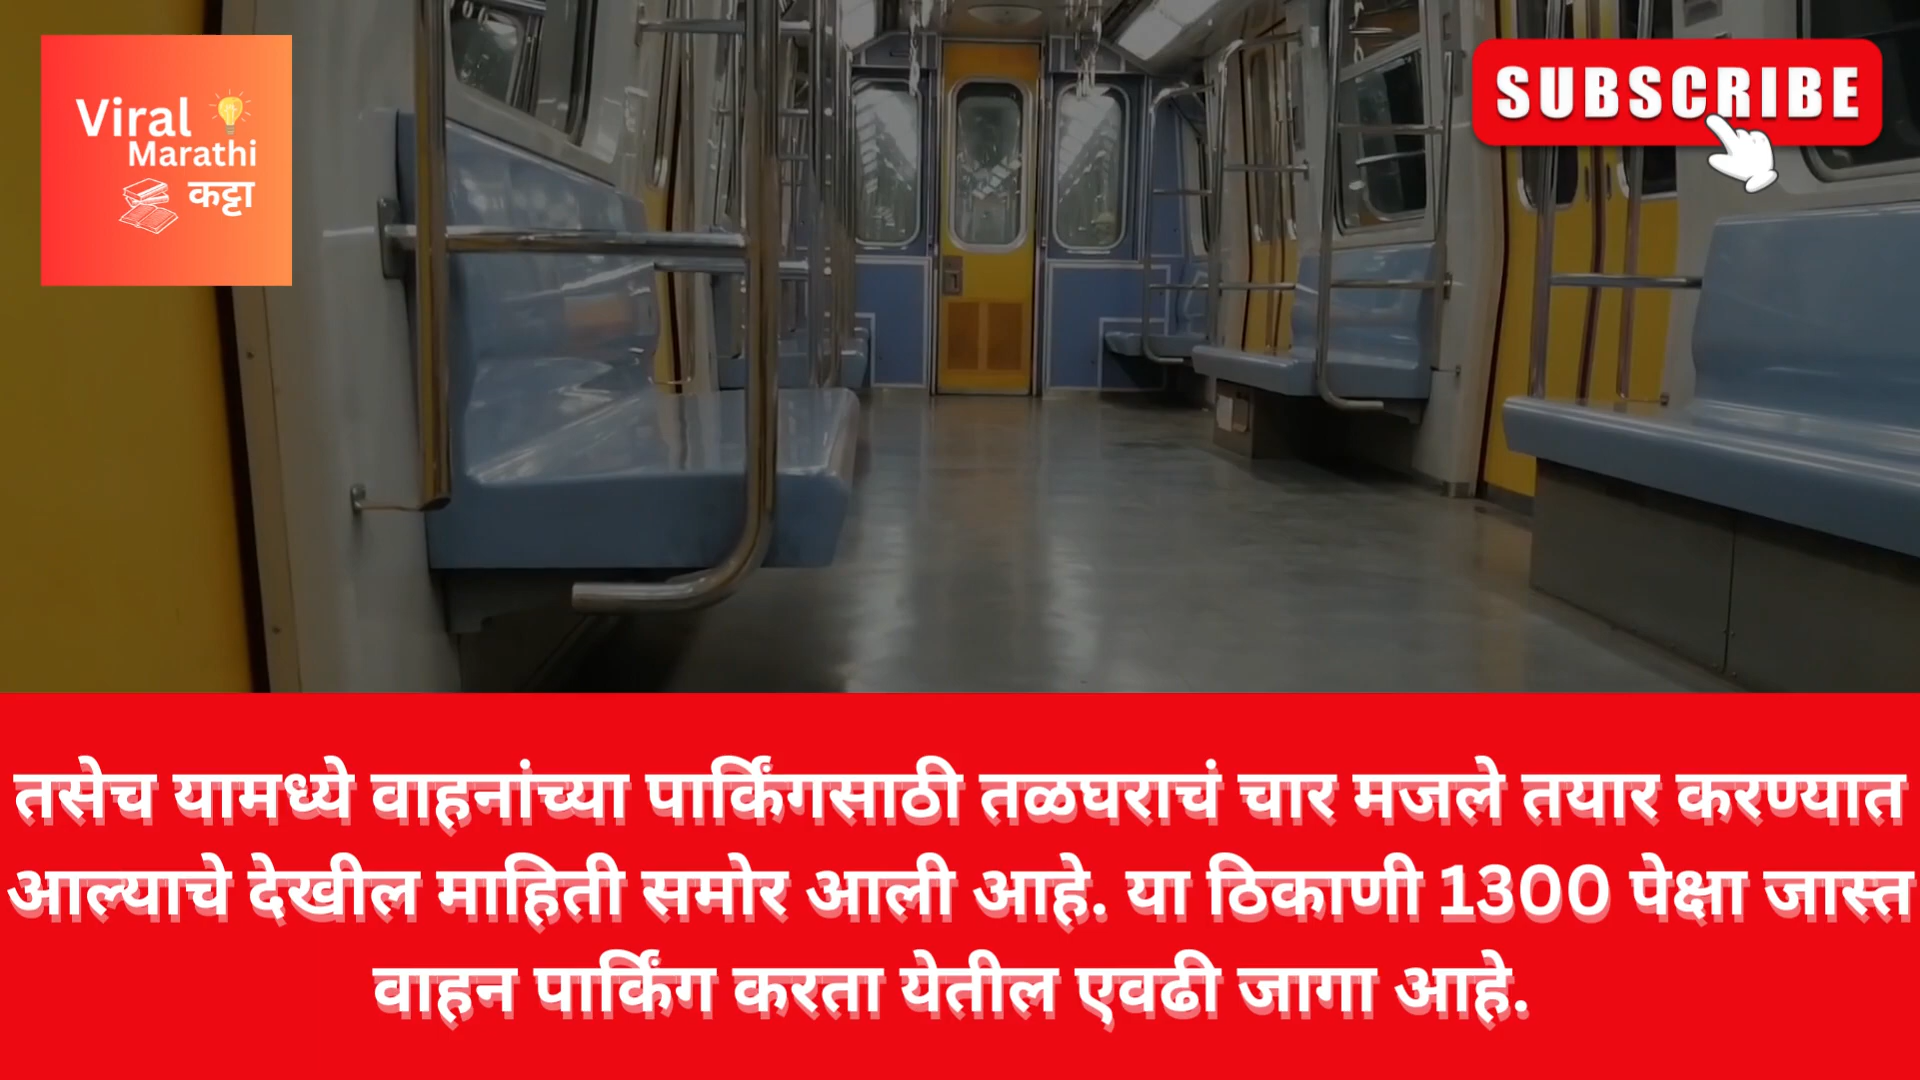 Viral
Marathi
कट्टा
SUBSCRIBE
तसेच यामध्ये वाहनांच्या पार्किंगसाठी तळघराचं चार मजले तयार करण्यात
आल्याचे देखील माहिती समोर आली आहे. या ठिकाणी 1300 पेक्षा जास्त
वाहन पार्किंग करता येतील एवढी जागा आहे.